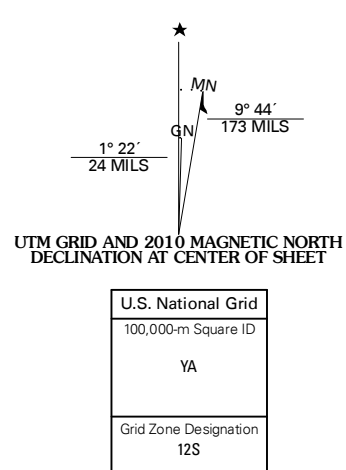 ★
MN
9° 44´
173 MILS
GN
1° 22´
24 MILS
UTM GRID AND 2010 MAGNETIC NORTH
DECLINATION AT CENTER OF SHEET
U.S. National Grid
100,000-m Square ID
YA
Grid Zone Designation
12S